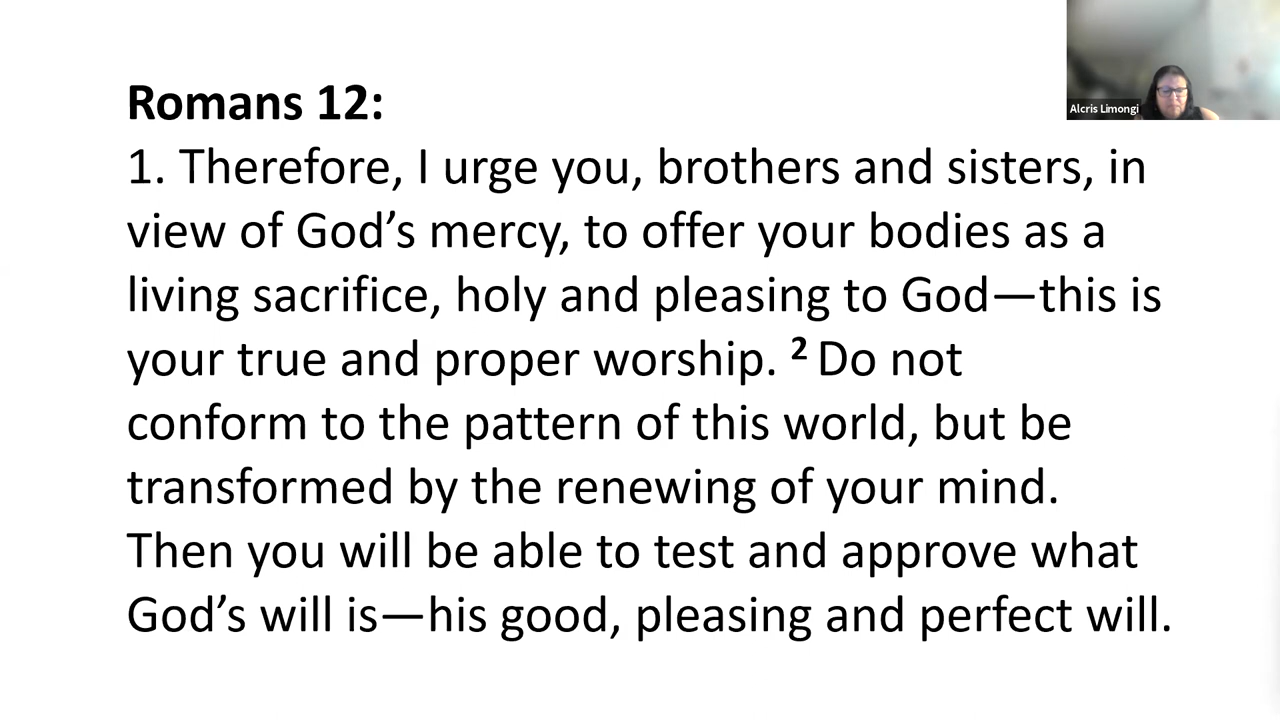 Romans 12:
1. Therefore, I urge you, brothers and sisters, in
view of God’s mercy, to offer your bodies as a
living sacrifice, holy and pleasing to God—this is
your true and proper worship. ² Do not
conform to the pattern of this world, but be
transformed by the renewing of your mind.
Then you will be able to test and approve what
God’s will is—his good, pleasing and perfect will.
Alcris Limongi